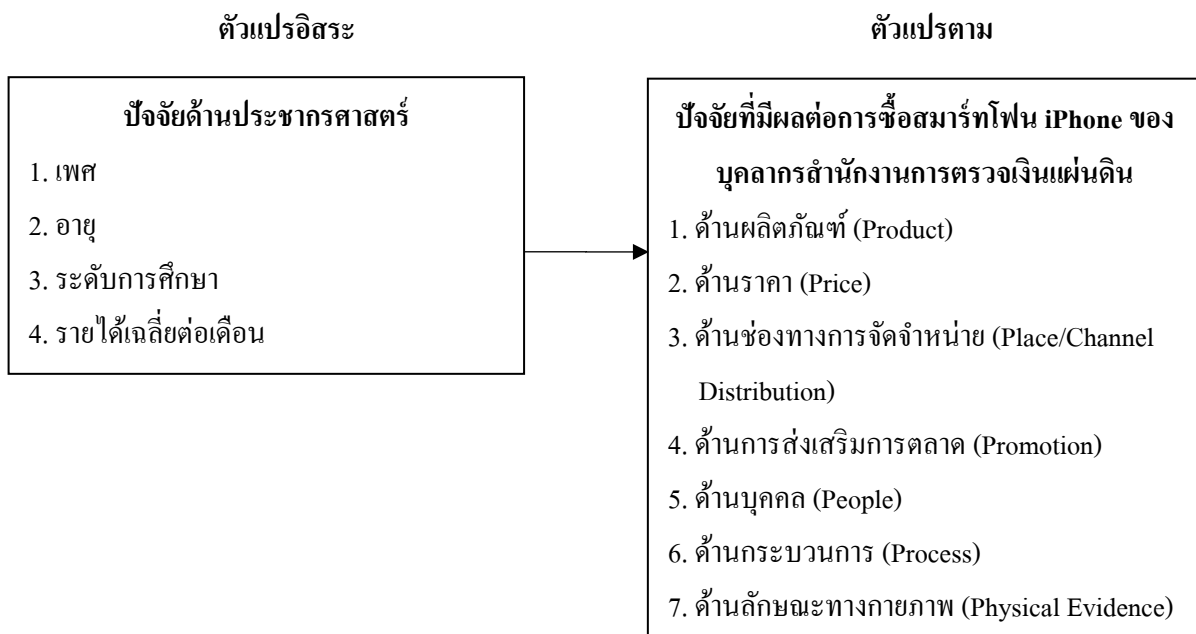 ตัวแปรอิสระ
ตัวแปรตาม
ปัจจัยด้านประชากรศาสตร์
1. เพศ
2. อายุ
3. ระดับการศึกษา
4. รายได้เฉลี่ยต่อเดือน
ปัจจัยที่มีผลต่อการซื้อสมาร์ทโฟน iPhone ของ
บุคลากรสำนักงานการตรวจเงินแผ่นดิน
1. ด้านผลิตภัณฑ์ (Product)
2. ด้านราคา (Price)
3. ด้านช่องทางการจัดจำหน่าย (Place/Channel
Distribution)
4. ด้านการส่งเสริมการตลาด (Promotion)
5. ด้านบุคคล (People)
6. ด้านกระบวนการ (Process)
7. ด้านลักษณะทางกายภาพ (Physical Evidence)